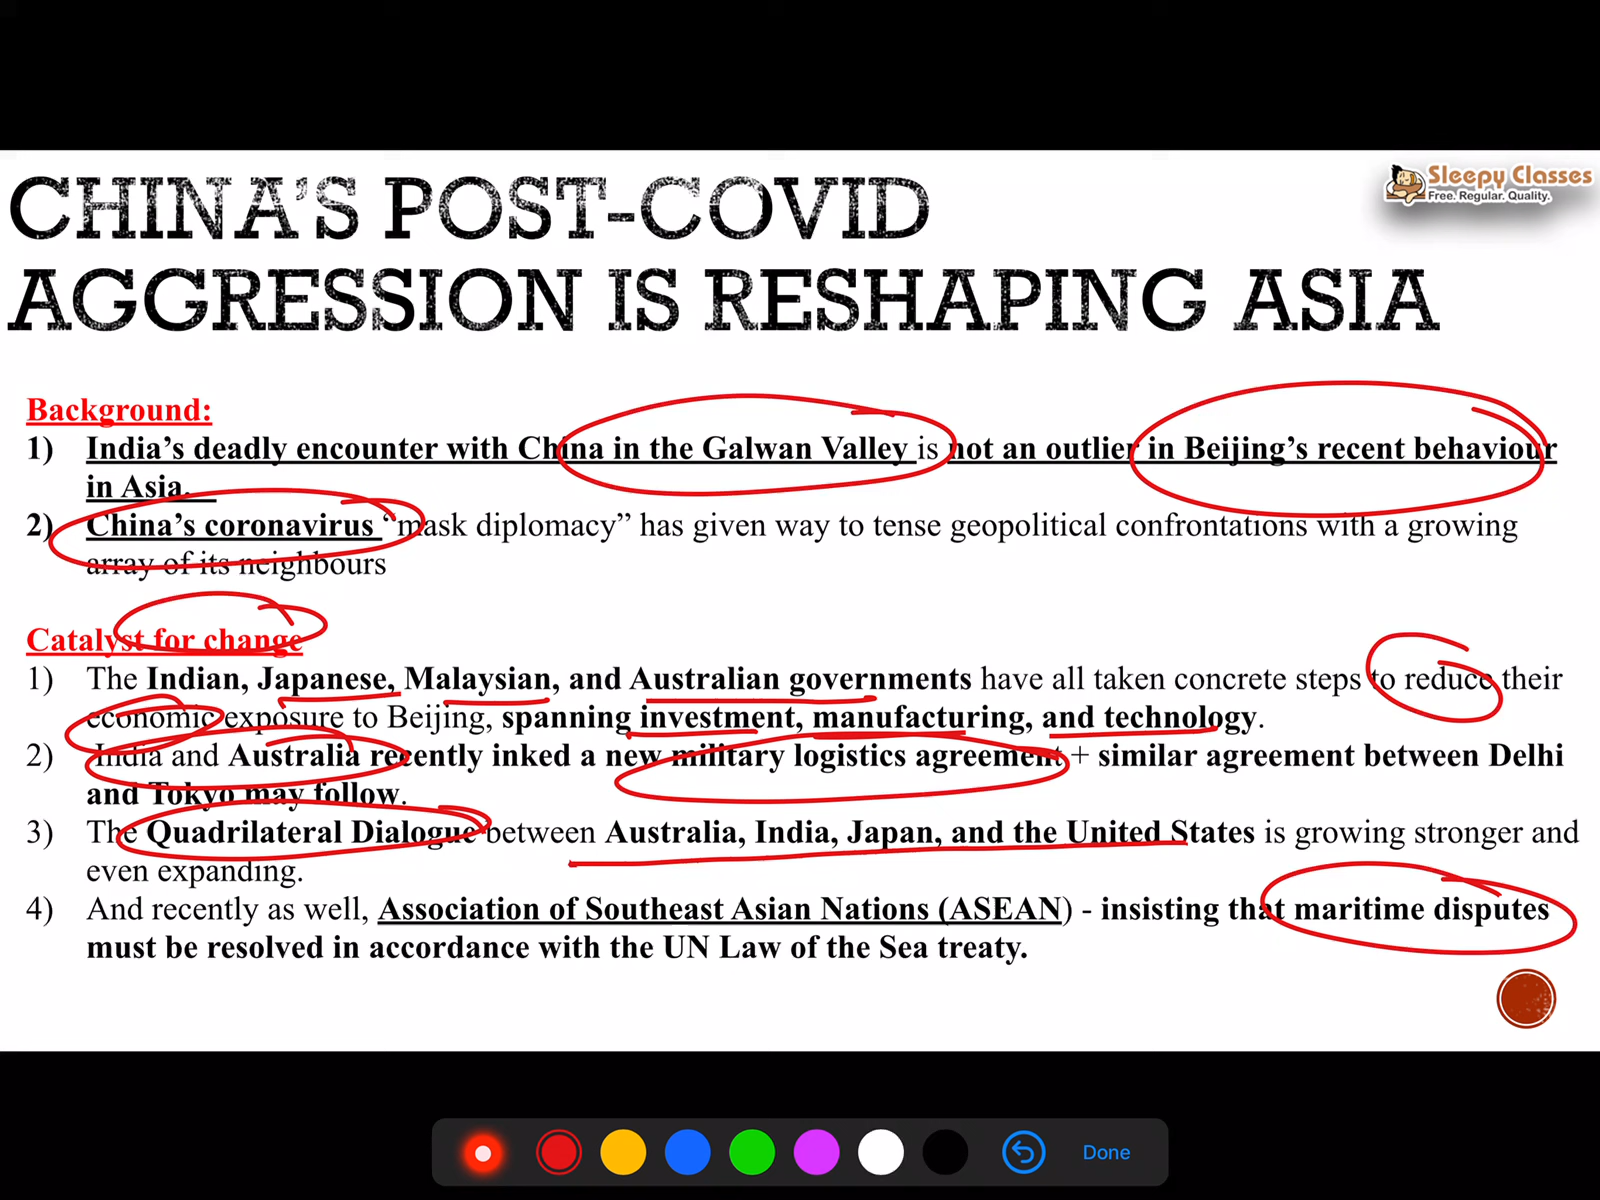 CHINA'S POST-COVID
AGGRESSION IS RESHAPING ASIA
Sleepy Classes
Free. Regular. Quality.
Background:
1) India's deadly encounter with China in the Galwan Valley is not an outlier in Beijing's recent behaviour
in Asia.
2) China's coronavirus "mask diplomacy" has given way to tense geopolitical confrontations with a growing
array of its neighbours
Catalyst for change
1) The Indian, Japanese, Malaysian, and Australian governments have all taken concrete steps to reduce their
economic exposure to Beijing, spanning investment, manufacturing, and technology.
2) India and Australia recently inked a new military logistics agreement + similar agreement between Delhi
and Tokyo may follow.
3) The Quadrilateral Dialogue between Australia, India, Japan, and the United States is growing stronger and
even expanding.
4) And recently as well, Association of Southeast Asian Nations (ASEAN) - insisting that maritime disputes
must be resolved in accordance with the UN Law of the Sea treaty.
Done